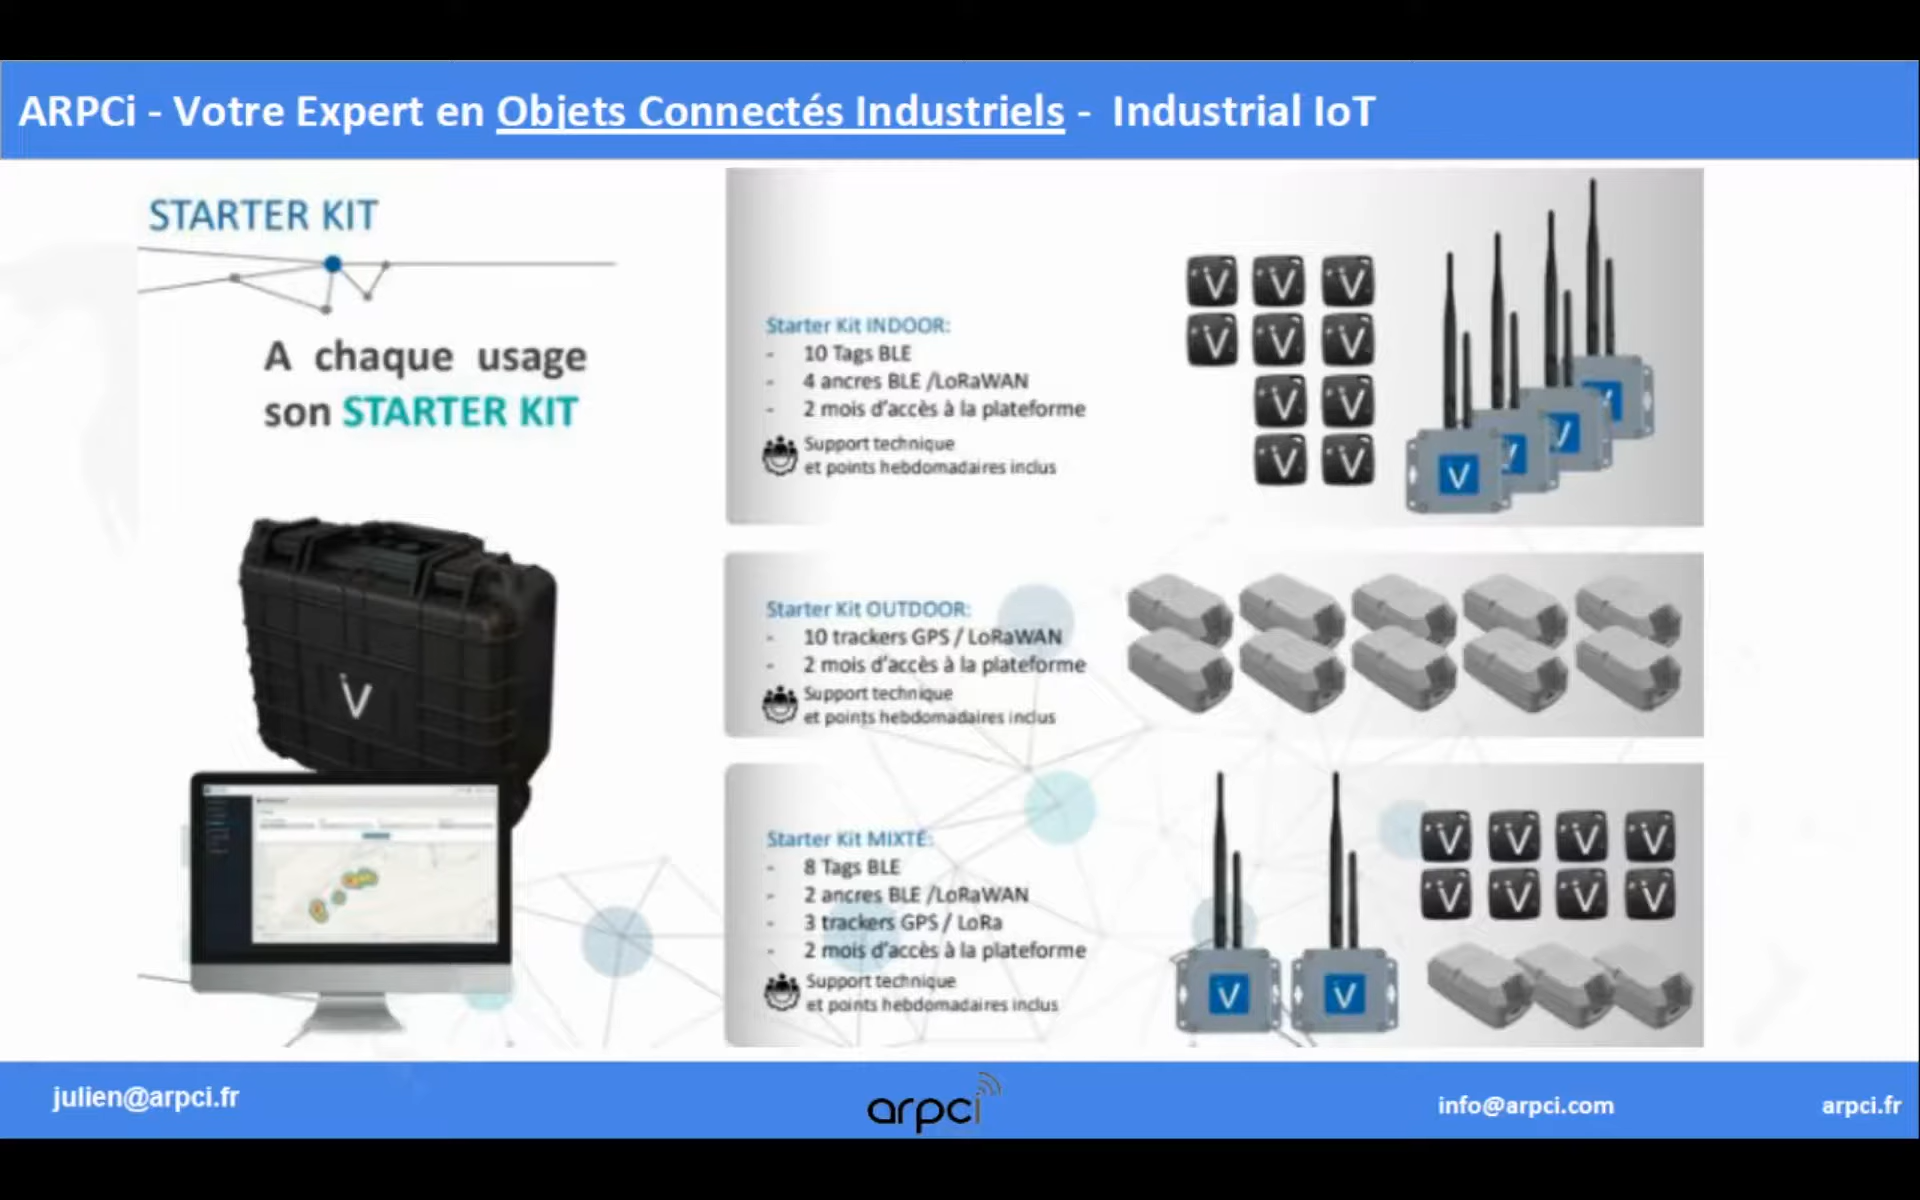 ARPCi - Votre Expert en Objets Connectés Industriels - Industrial IoT
STARTER KIT
A chaque usage
son STARTER KIT
Starter Kit INDOOR:
- 10 Tags BLE
- 4 ancres BLE /LoRaWAN
- 2 mois d'accès à la plateforme
Support technique
et points hebdomadaires inclus
Starter Kit OUTDOOR:
- 10 trackers GPS / LoRaWAN
- 2 mois d'accès à la plateforme
Support technique
et points hebdomadaires inclus
Starter Kit MIXTE:
- 8 Tags BLE
- 2 ancres BLE /LoRaWAN
- 3 trackers GPS / LoRa
- 2 mois d'accès à la plateforme
Support technique
et points hebdomadaires inclus
julien@arpci.fr
arpci
info@arpci.com
arpci.fr